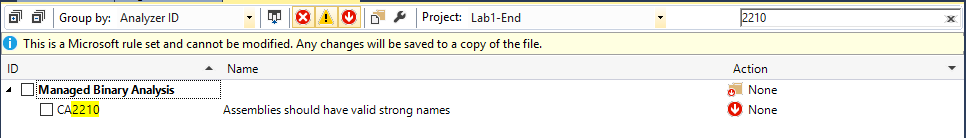 Group by: Analyzer ID Project: Lab1-End 2210
This is a Microsoft rule set and cannot be modified. Any changes will be saved to a copy of the file.
ID Name Action
Managed Binary Analysis None
CA2210 Assemblies should have valid strong names None